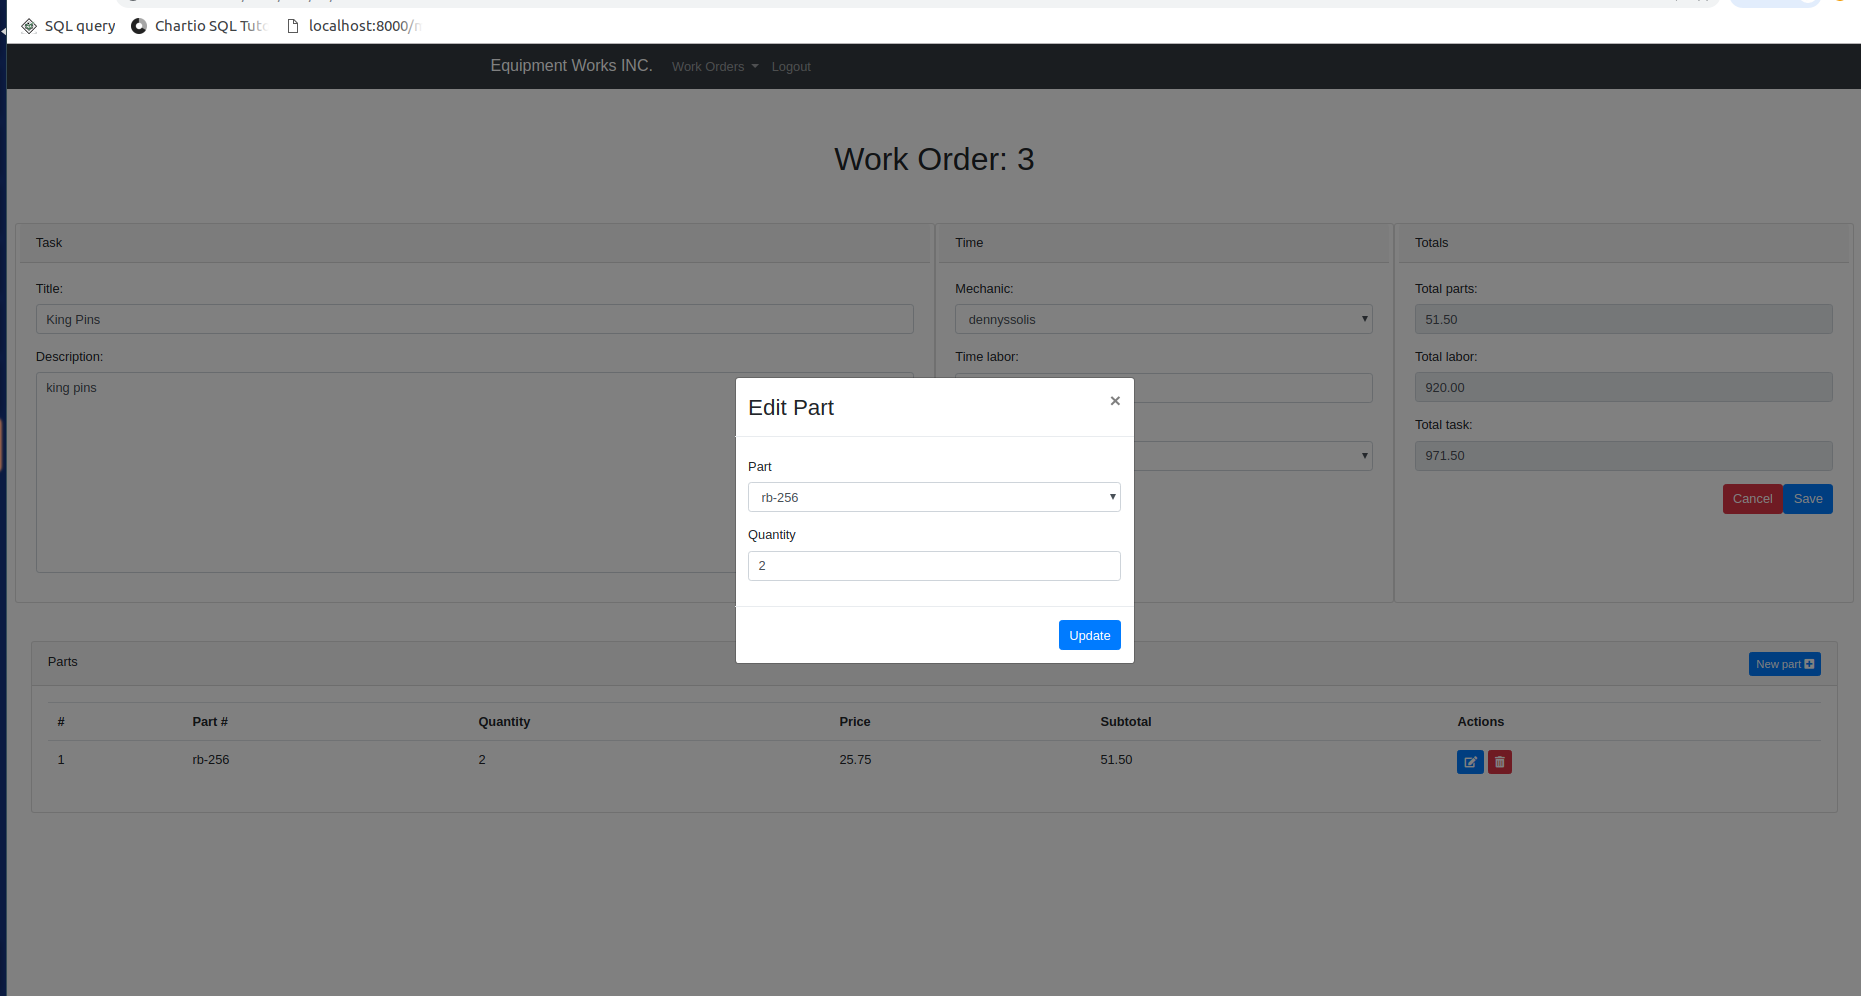 SQL query Chartio SQL Tuto localhost:8000/n
Equipment Works INC. Work Orders Logout
Work Order: 3
Task
Title:
King Pins
Description:
king pins
Time
Mechanic:
dennyssolis
Time labor:
Totals
Total parts:
51.50
Total labor:
920.00
Total task:
971.50
Cancel Save
Edit Part ×
Part
rb-256
Quantity
2
Update
Parts New part
# Part # Quantity Price Subtotal Actions
1 rb-256 2 25.75 51.50